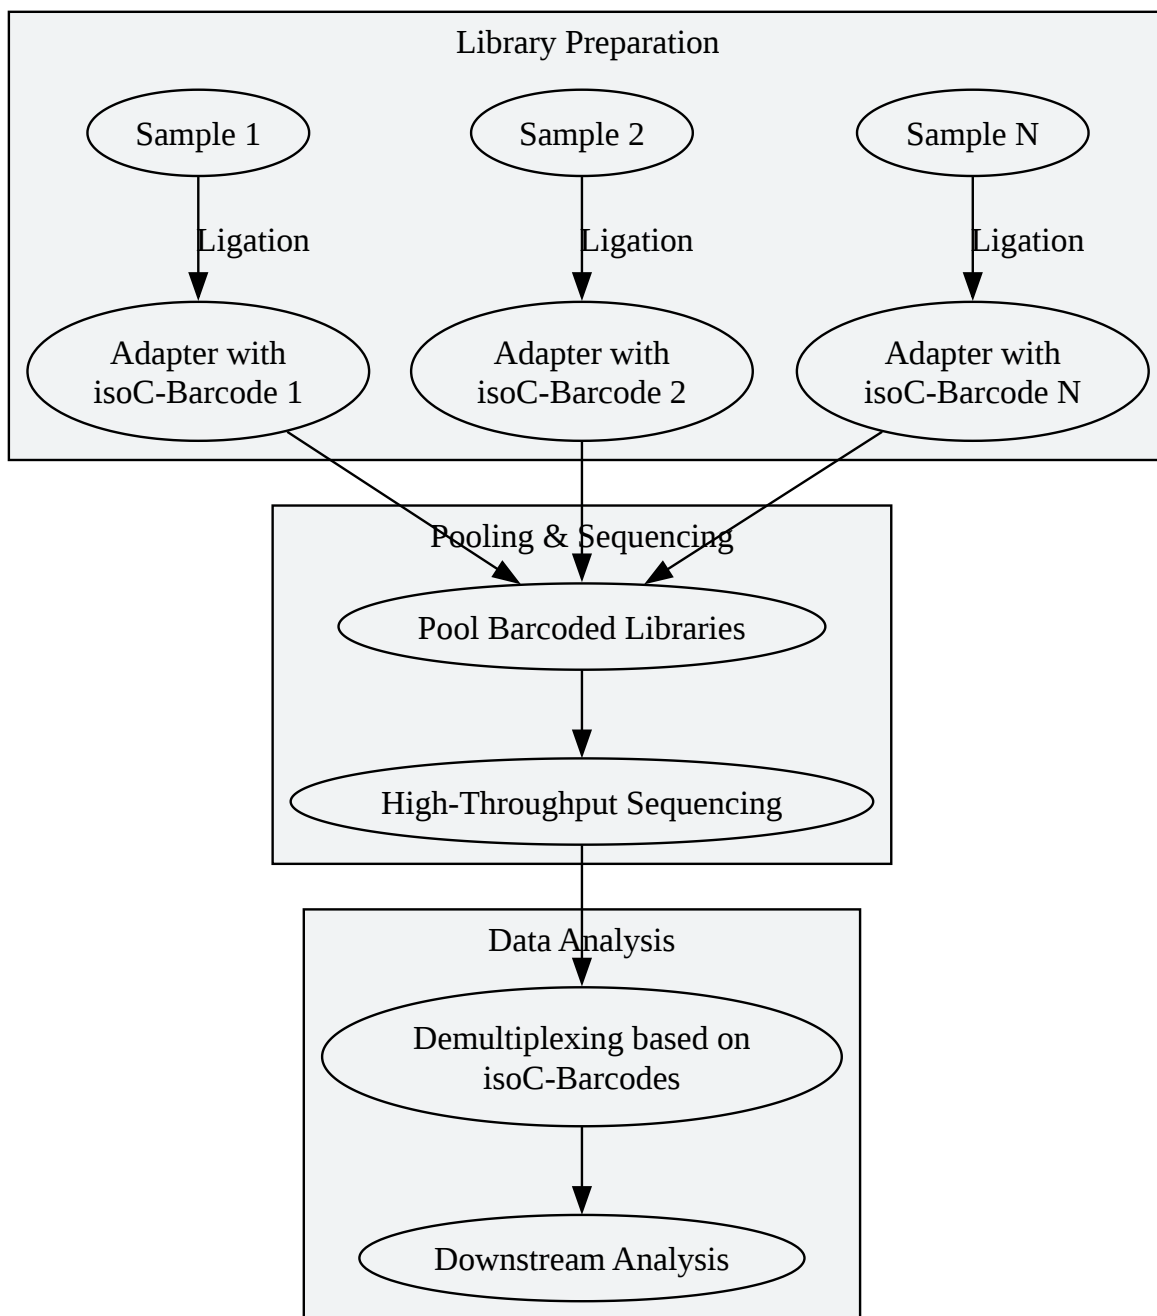 Library Preparation
Sample 1
Sample 2
Sample N
Ligation
Ligation
Ligation
Adapter with
isoC-Barcode 1
Adapter with
isoC-Barcode 2
Adapter with
isoC-Barcode N
Pooling & Sequencing
Pool Barcoded Libraries
High-Throughput Sequencing
Data Analysis
Demultiplexing based on
isoC-Barcodes
Downstream Analysis